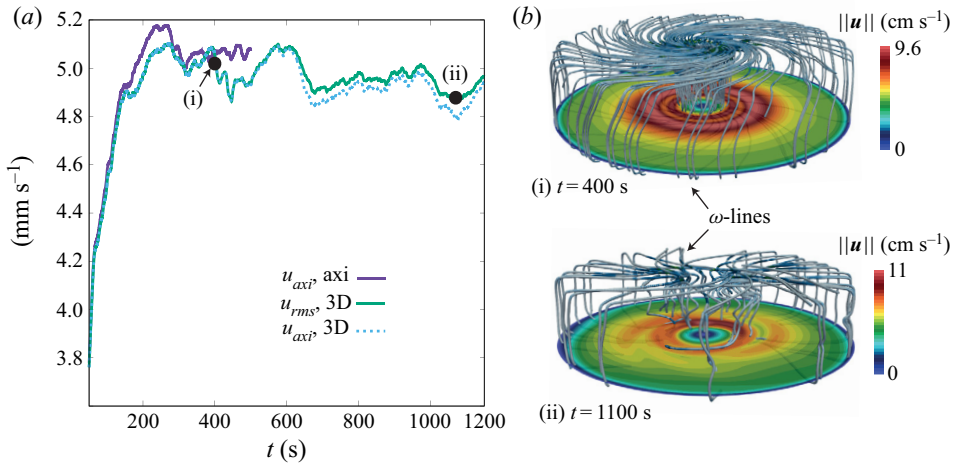 (a)
5.2
5.0
4.8
4.6
4.4
4.2
4.0
3.8
(mm s⁻¹)
200 400 600 800 1000 1200
t (s)
(i)
(ii)
u_axi, axi
u_rms, 3D
u_axi, 3D
(b)
||u|| (cm s⁻¹)
9.6
0
(i) t = 400 s
ω-lines
||u|| (cm s⁻¹)
11
0
(ii) t = 1100 s